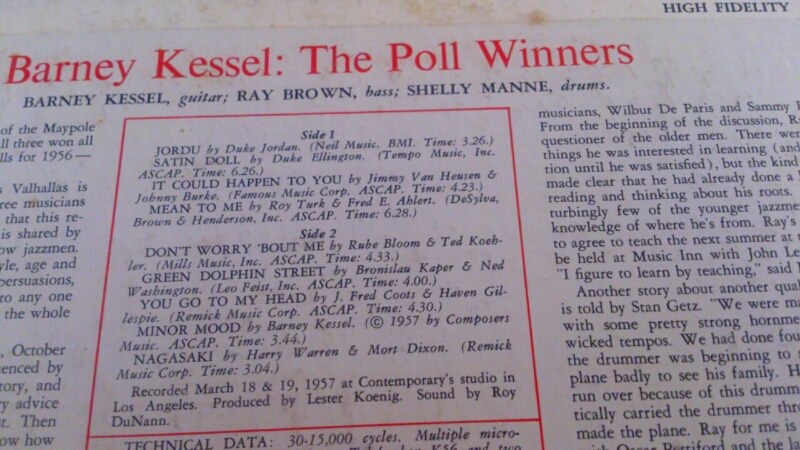 HIGH FIDELITY
Barney Kessel: The Poll Winners
BARNEY KESSEL, guitar; RAY BROWN, bass; SHELLY MANNE, drums.
of the Maypole
all three won all
lls for 1956 —
s Valhallas is
ree musicians
that this re-
is shared by
ow jazzmen.
yle, age and
persuasions,
to any one
the whole
, October
enced by
tory, and
ry advice
st. Then
ow how
Side 1
JORDU by Duke Jordan. (Neil Music. BMI. Time: 3.26.)
SATIN DOLL by Duke Ellington. (Tempo Music, Inc.
ASCAP. Time: 6.26.)
IT COULD HAPPEN TO YOU by Jimmy Van Heusen &
Johnny Burke. (Famous Music Corp. ASCAP. Time: 4.23.)
MEAN TO ME by Roy Turk & Fred E. Ahlert. (DeSylva,
Brown & Henderson, Inc. ASCAP. Time: 6.28.)
Side 2
DON'T WORRY 'BOUT ME by Rube Bloom & Ted Koeh-
ler. (Mills Music, Inc. ASCAP. Time: 4.33.)
GREEN DOLPHIN STREET by Bronislau Kaper & Ned
Washington. (Leo Feist, Inc. ASCAP. Time: 4.00.)
YOU GO TO MY HEAD by J. Fred Coots & Haven Gil-
lespie. (Remick Music Corp. ASCAP. Time: 4.30.)
MINOR MOOD by Barney Kessel. (© 1957 by Composers
Music. ASCAP. Time: 3.44.)
NAGASAKI by Harry Warren & Mort Dixon. (Remick
Music Corp. Time: 3.04.)
Recorded March 18 & 19, 1957 at Contemporary's studio in
Los Angeles. Produced by Lester Koenig. Sound by Roy
DuNann.
TECHNICAL DATA: 30-15,000 cycles. Multiple micro-
K56 and two
musicians, Wilbur De Paris and Sammy
From the beginning of the discussion, R
questioner of the older men. There wer
things he was interested in learning (and
tion until he was satisfied), but the kind
made clear that he had already done a
reading and thinking about his roots.
turbingly few of the younger jazzme
knowledge of where he's from. Ray's
to agree to teach the next summer at
be held at Music Inn with John Le
"I figure to learn by teaching," said
Another story about another qual
is told by Stan Getz. "We were ma
with some pretty strong hornme
wicked tempos. We had done fou
the drummer was beginning to
plane badly to see his family. H
run over because of this drumm
tically carried the drummer thr
made the plane. Ray for me is
Oscar Pettiford and the la